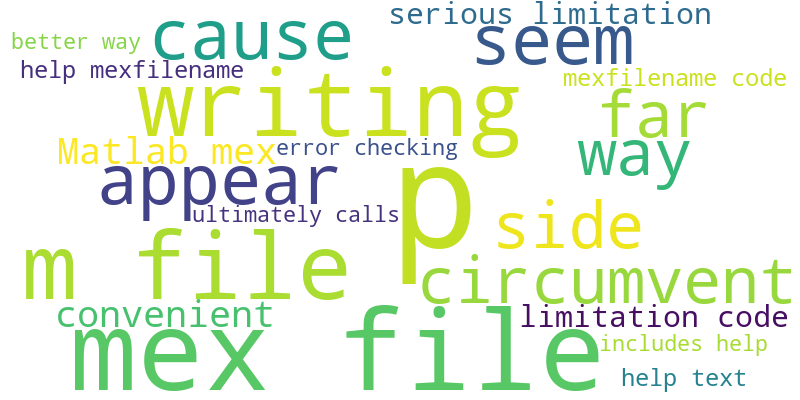 serious limitation
better way
cause
seem
help mexfilename
mexfilename code
writing
far
Matlab mex
error checking
way
appear
p
ultimately calls
side
m file
circumvent
convenient
limitation code
mex file
includes help
help text